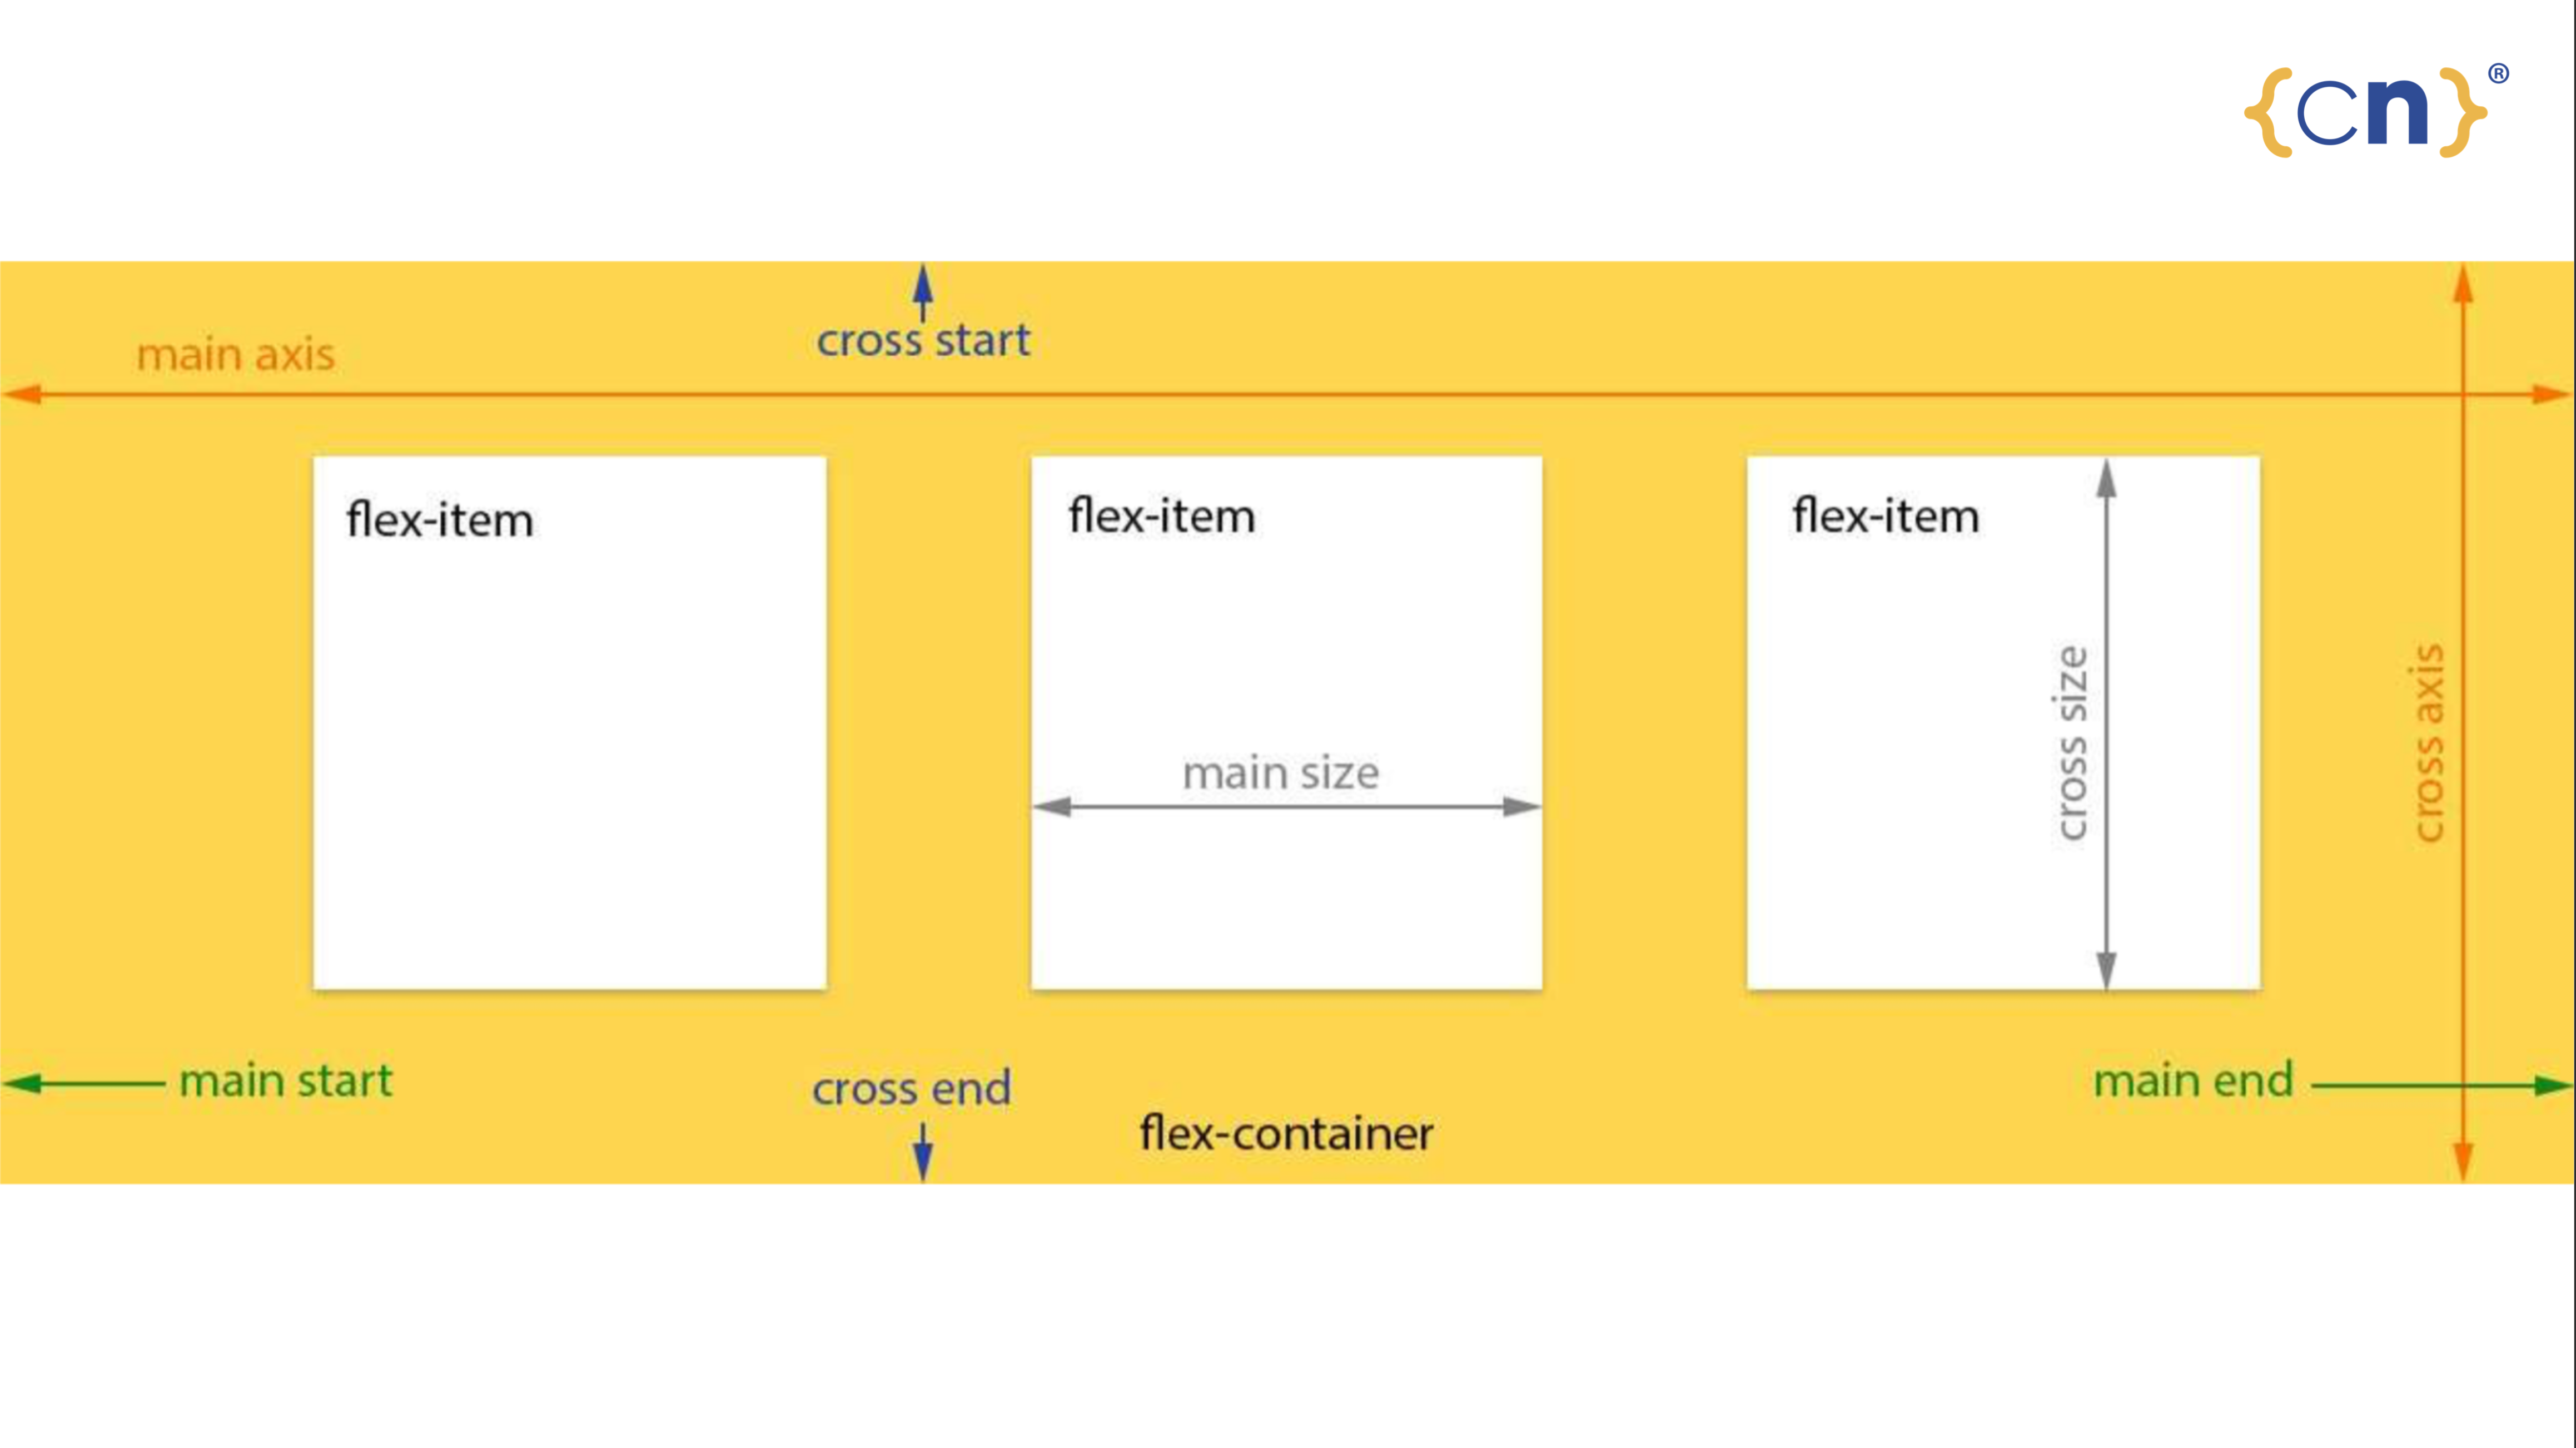 {cn}®
cross start
main axis
flex-item
flex-item
flex-item
cross size
cross axis
main size
main start
cross end
main end
flex-container